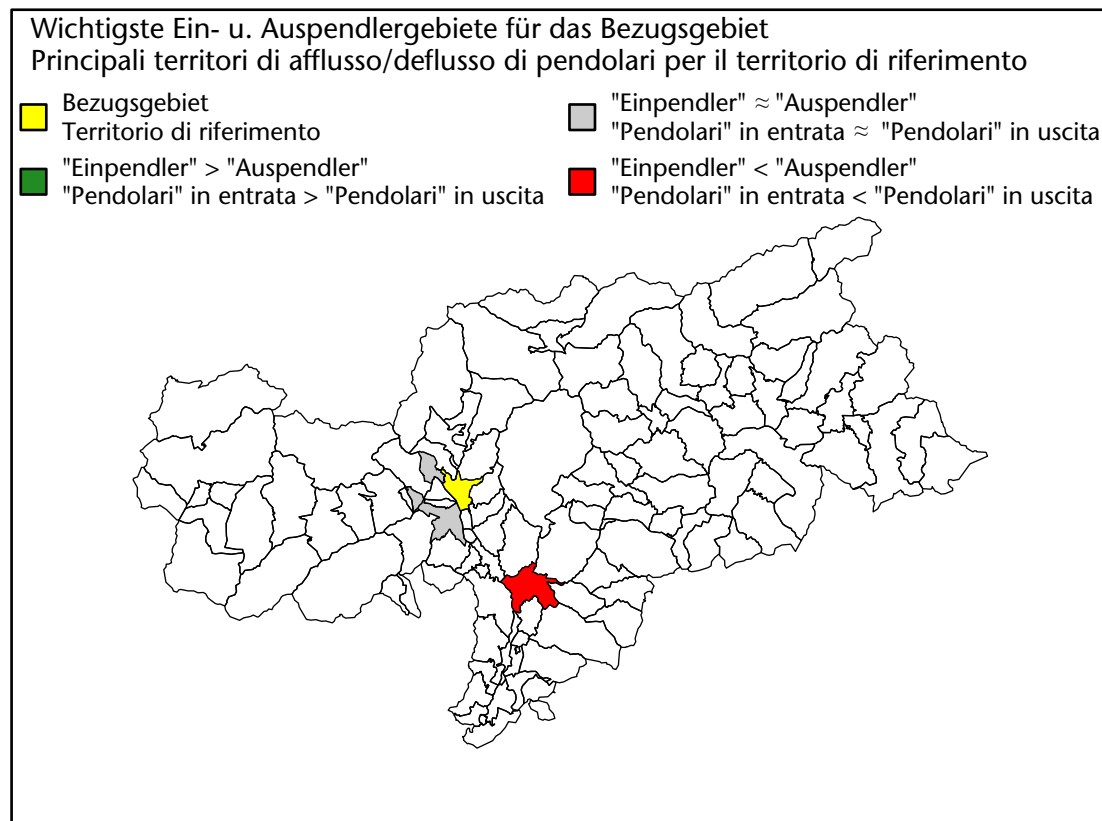 Wichtigste Ein- u. Auspendlergebiete für das Bezugsgebiet
Principali territori di afflusso/deflusso di pendolari per il territorio di riferimento
Bezugsgebiet
Territorio di riferimento
"Einpendler" > "Auspendler"
"Pendolari" in entrata > "Pendolari" in uscita
"Einpendler" ≈ "Auspendler"
"Pendolari" in entrata ≈ "Pendolari" in uscita
"Einpendler" < "Auspendler"
"Pendolari" in entrata < "Pendolari" in uscita